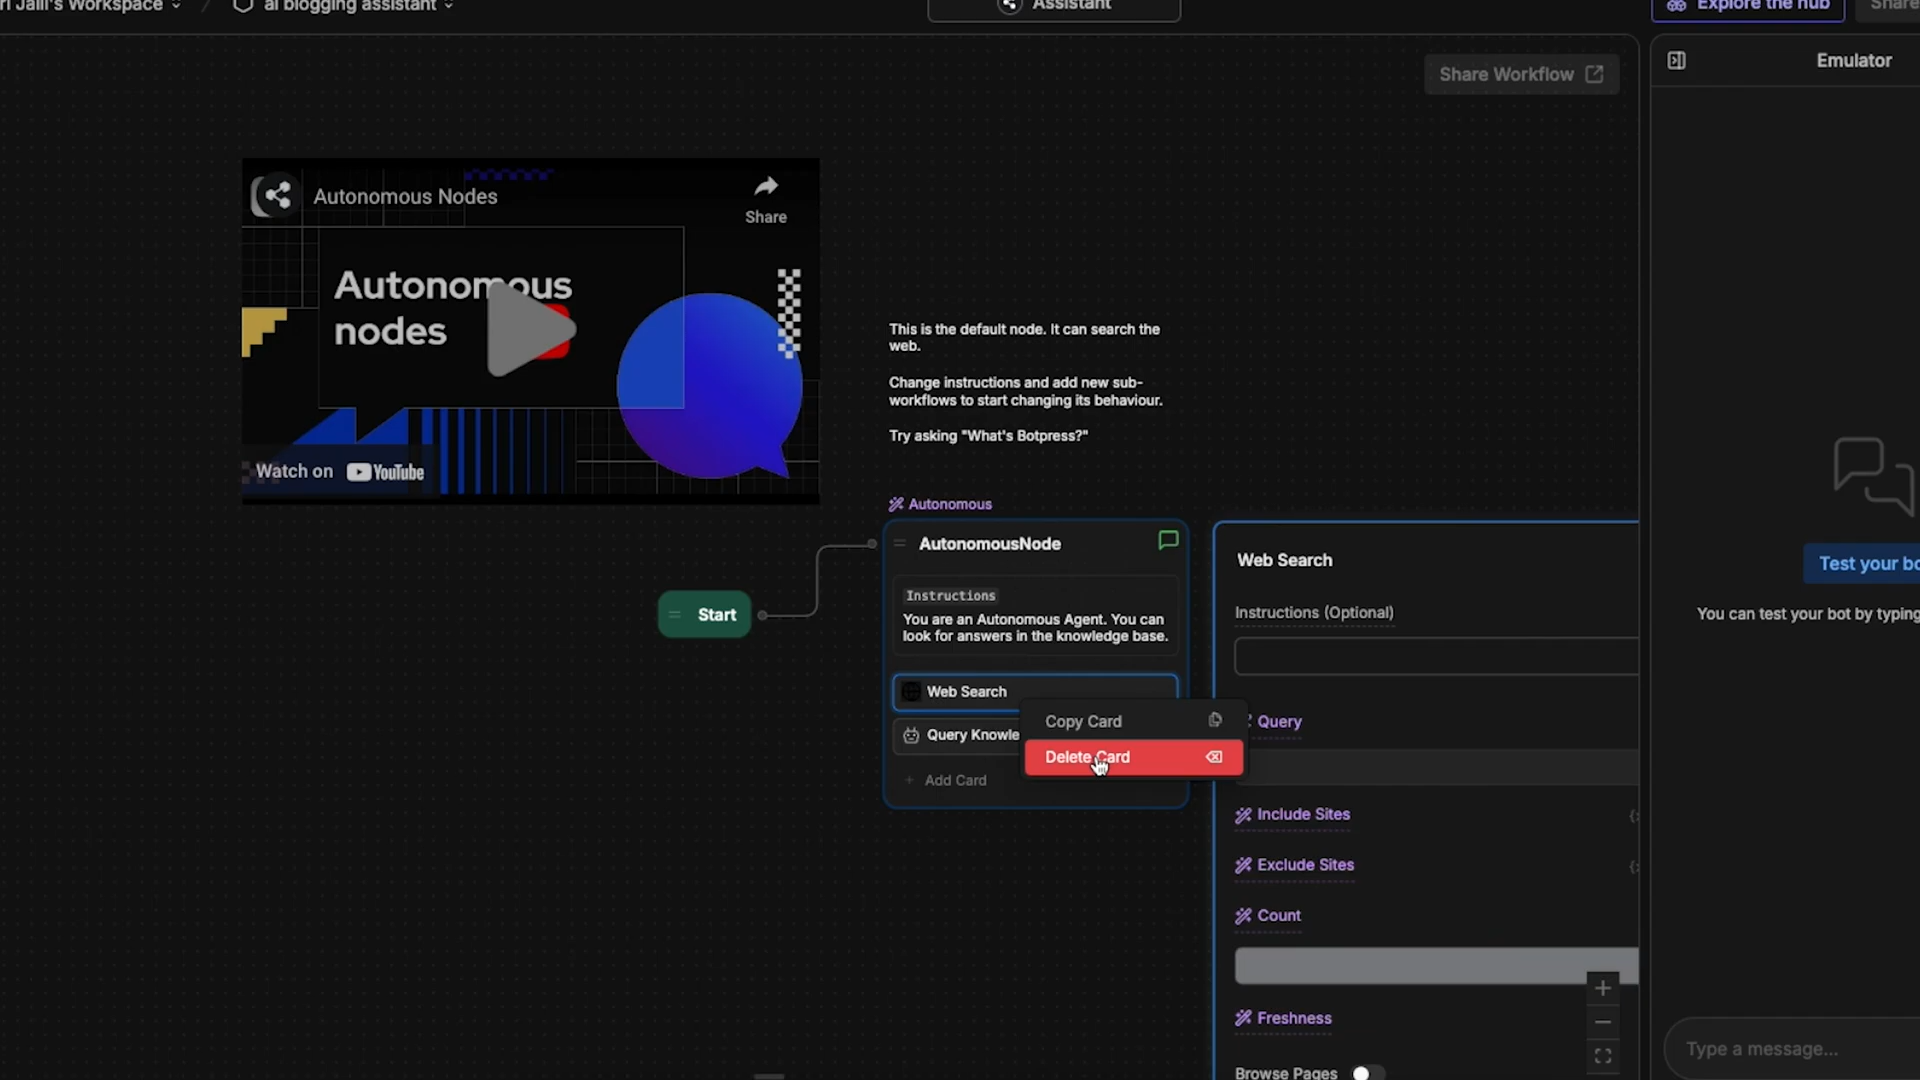 Jalil's Workspace
ai blogging assistant
Assistant
Explore the hub
Share
Share Workflow
Emulator
Autonomous Nodes
Share
Autonomous
nodes
Watch on YouTube
This is the default node. It can search the
web.
Change instructions and add new sub-
workflows to start changing its behaviour.
Try asking "What's Botpress?"
Autonomous
AutonomousNode
Start
Instructions
You are an Autonomous Agent. You can
look for answers in the knowledge base.
Web Search
Query Knowle
+ Add Card
Copy Card
Delete Card
Web Search
Instructions (Optional)
Query
Include Sites
Exclude Sites
Count
Freshness
Browse Pages
Test your bo
You can test your bot by typing
Type a message...